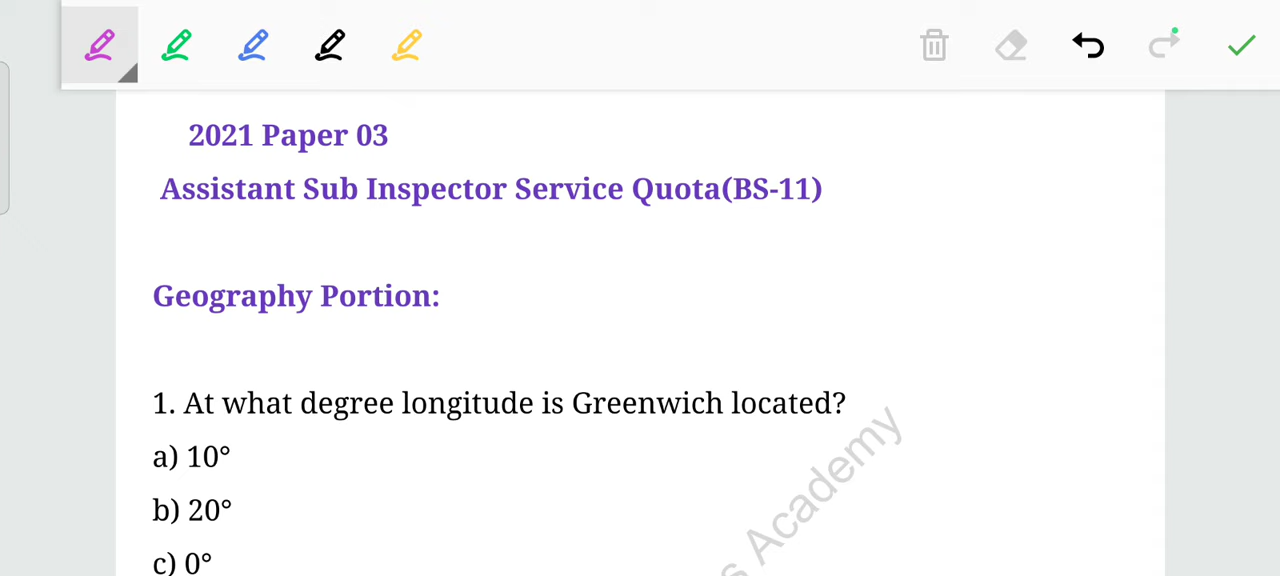 2021 Paper 03
Assistant Sub Inspector Service Quota(BS-11)
Geography Portion:
1. At what degree longitude is Greenwich located?
a) 10°
b) 20°
c) 0°
Academy